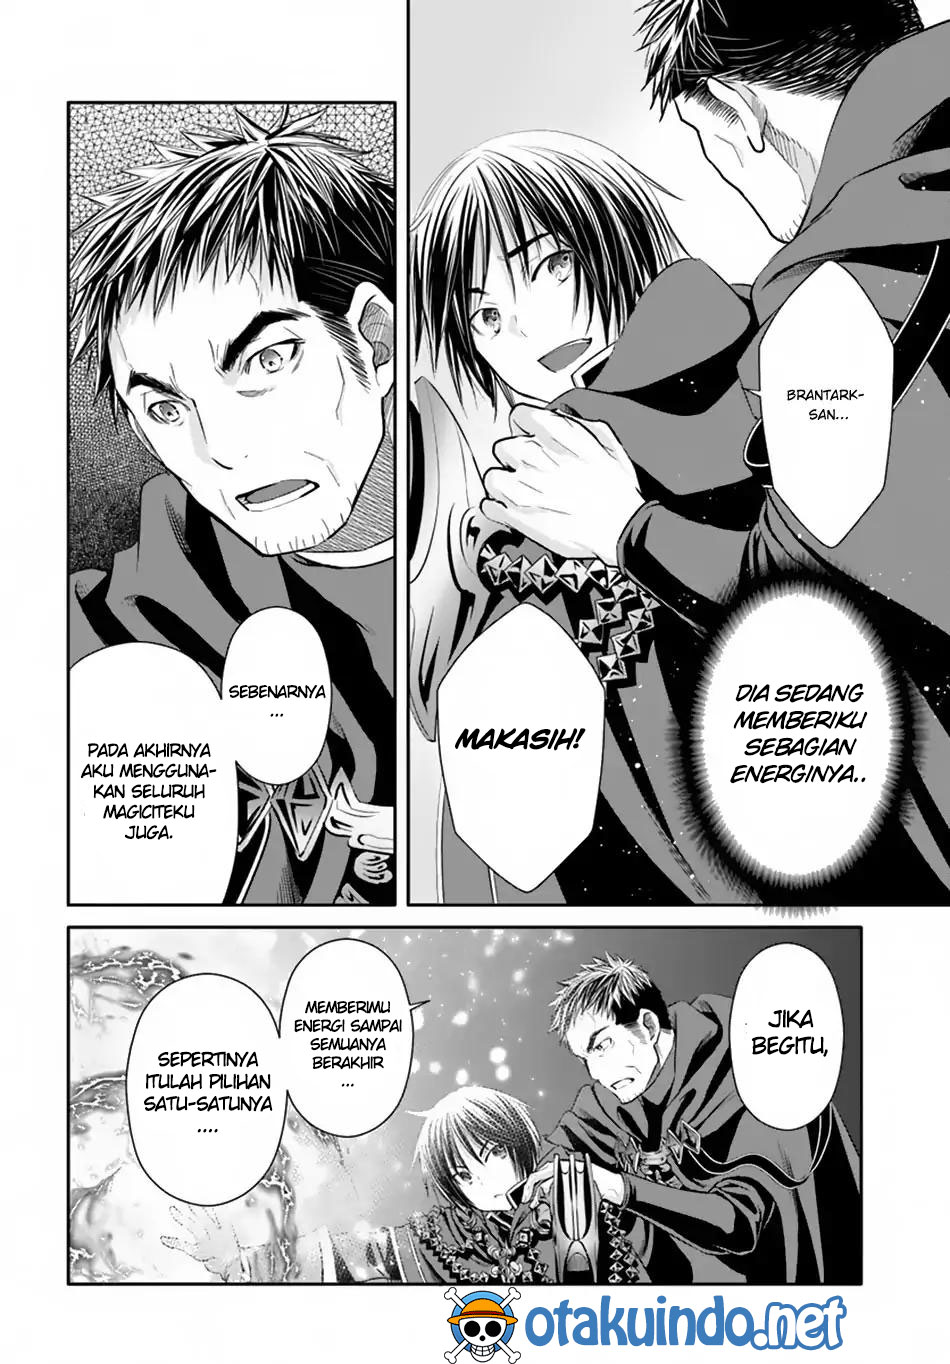 BRANTARK-
SAN...
DIA SEDANG
MEMBERIKU
SEBAGIAN
ENERGINYA..
MAKASIH!
SEBENARNYA
...
PADA AKHIRNYA
AKU MENGGUNA-
KAN SELURUH
MAGICITEKU
JUGA.
JIKA
BEGITU,
MEMBERIMU
ENERGI SAMPAI
SEMUANYA
BERAKHIR
...
SEPERTINYA
ITULAH PILIHAN
SATU-SATUNYA
....
otakuindo.net